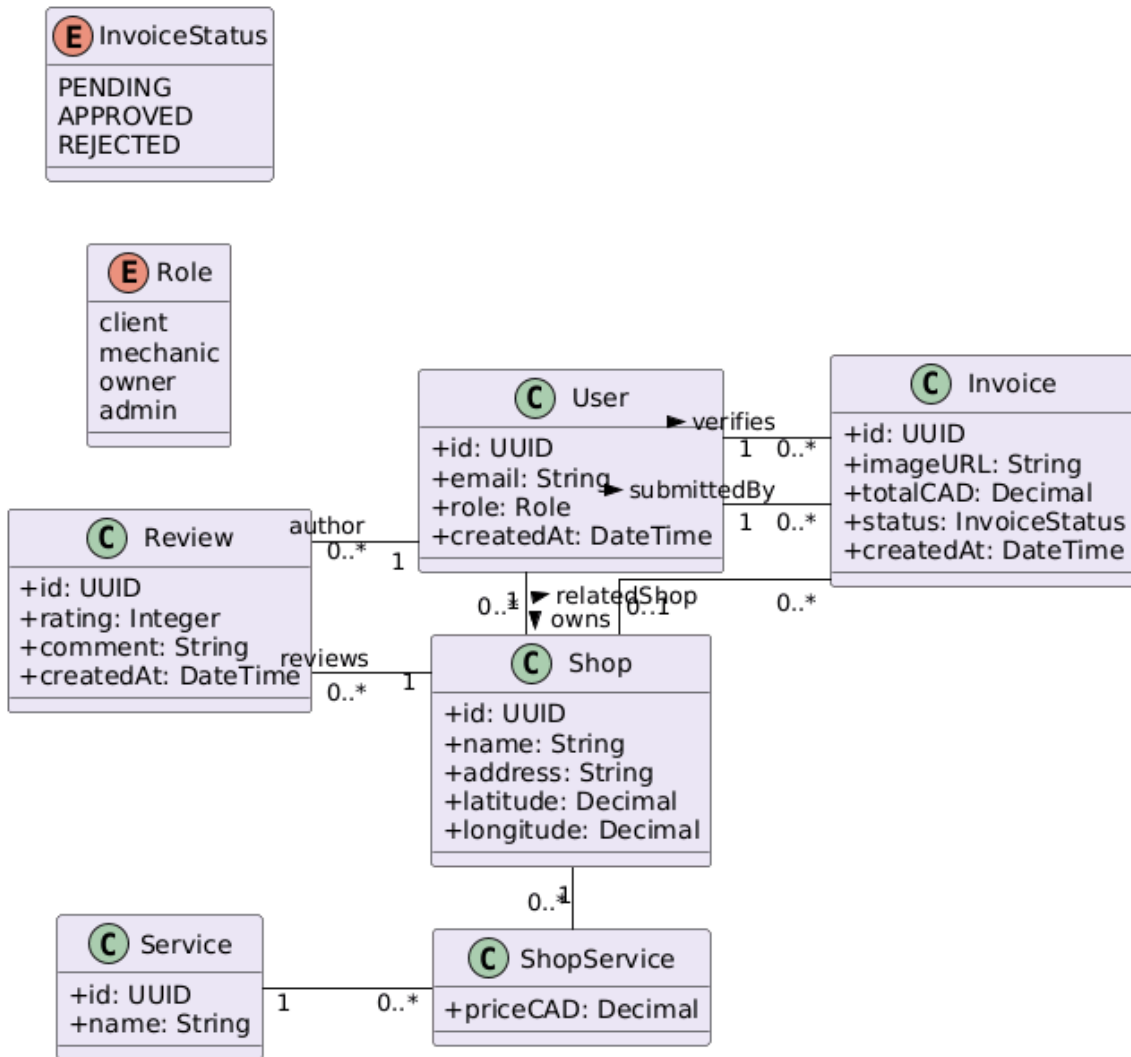 E InvoiceStatus
PENDING
APPROVED
REJECTED
E Role
client
mechanic
owner
admin
C User
+id: UUID
+email: String
+role: Role
+createdAt: DateTime
► verifies
1 0..*
► submittedBy
1 0..*
C Invoice
+id: UUID
+imageURL: String
+totalCAD: Decimal
+status: InvoiceStatus
+createdAt: DateTime
C Review
+id: UUID
+rating: Integer
+comment: String
+createdAt: DateTime
author
0..* 1
reviews
0..* 1
0..* 1
► relatedShop
0..1 0..*
▼ owns
C Shop
+id: UUID
+name: String
+address: String
+latitude: Decimal
+longitude: Decimal
0..* 1
C Service
+id: UUID
+name: String
1 0..*
C ShopService
+priceCAD: Decimal